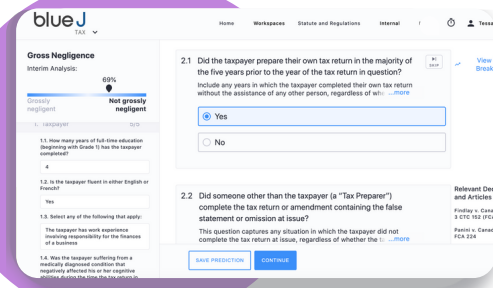 blue J
TAX
Home
Workspaces
Statute and Regulations
Internal
Tessa
Gross Negligence
Interim Analysis:
69%
Grossly
negligent
Not grossly
negligent
1. Taxpayer
5/5
1.1. How many years of full-time education
(beginning with Grade 1) has the taxpayer
completed?
4
1.2. Is the taxpayer fluent in either English or
French?
Yes
1.3. Select any of the following that apply:
The taxpayer has work experience
involving responsibility for the finances
of a business
1.4. Was the taxpayer suffering from a
medically diagnosed condition that
negatively affected his or her cognitive
abilities during the time the tax return in
2.1 Did the taxpayer prepare their own tax return in the majority of
the five years prior to the year of the tax return in question?
Include any years in which the taxpayer completed their own tax return
without the assistance of any other person, regardless of who ...more
SKIP
View
Break
Yes
No
2.2 Did someone other than the taxpayer (a “Tax Preparer”)
complete the tax return or amendment containing the false
statement or omission at issue?
This question captures any situation in which the taxpayer did not
complete the tax return at issue, regardless of whether the ta ...more
Relevant Dec
and Articles
Findlay v. Cana
3 CTC 152 (FCA
Panini v. Canad
FCA 224
SAVE PREDICTION
CONTINUE